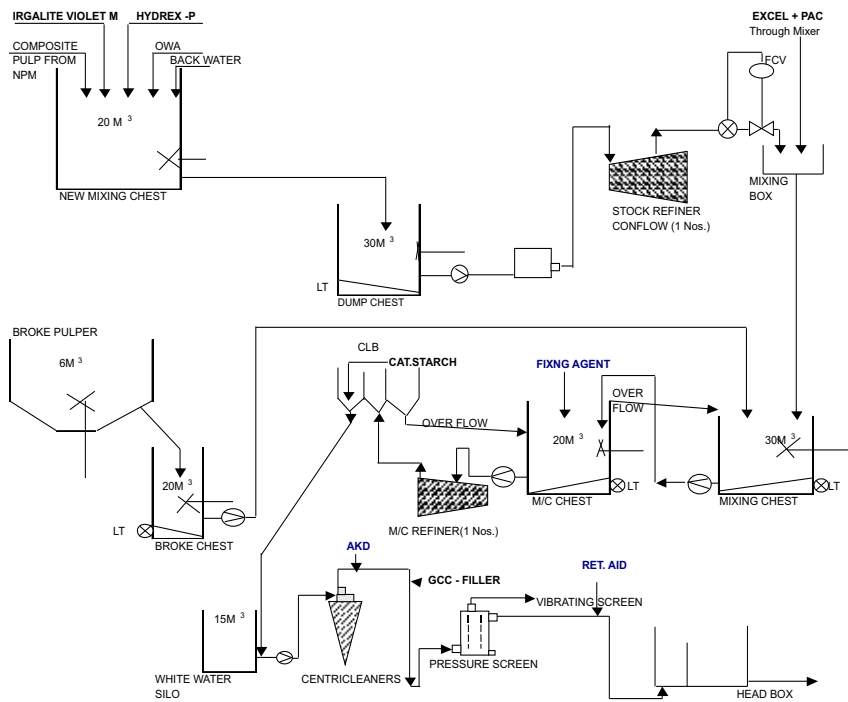 IRGALITE VIOLET M
HYDREX -P
EXCEL + PAC
Through Mixer
COMPOSITE
PULP FROM
NPM
OWA
BACK WATER
FCV
20 M 3
NEW MIXING CHEST
MIXING
BOX
STOCK REFINER
CONFLOW (1 Nos.)
30M 3
LT
DUMP CHEST
BROKE PULPER
6M 3
CLB
CAT.STARCH
FIXNG AGENT
OVER
FLOW
OVER FLOW
20M 3
30M 3
LT
LT
M/C CHEST
MIXING CHEST
20M 3
LT
BROKE CHEST
M/C REFINER(1 Nos.)
AKD
GCC - FILLER
RET. AID
VIBRATING SCREEN
15M 3
WHITE WATER
SILO
CENTRICLEANERS
PRESSURE SCREEN
HEAD BOX